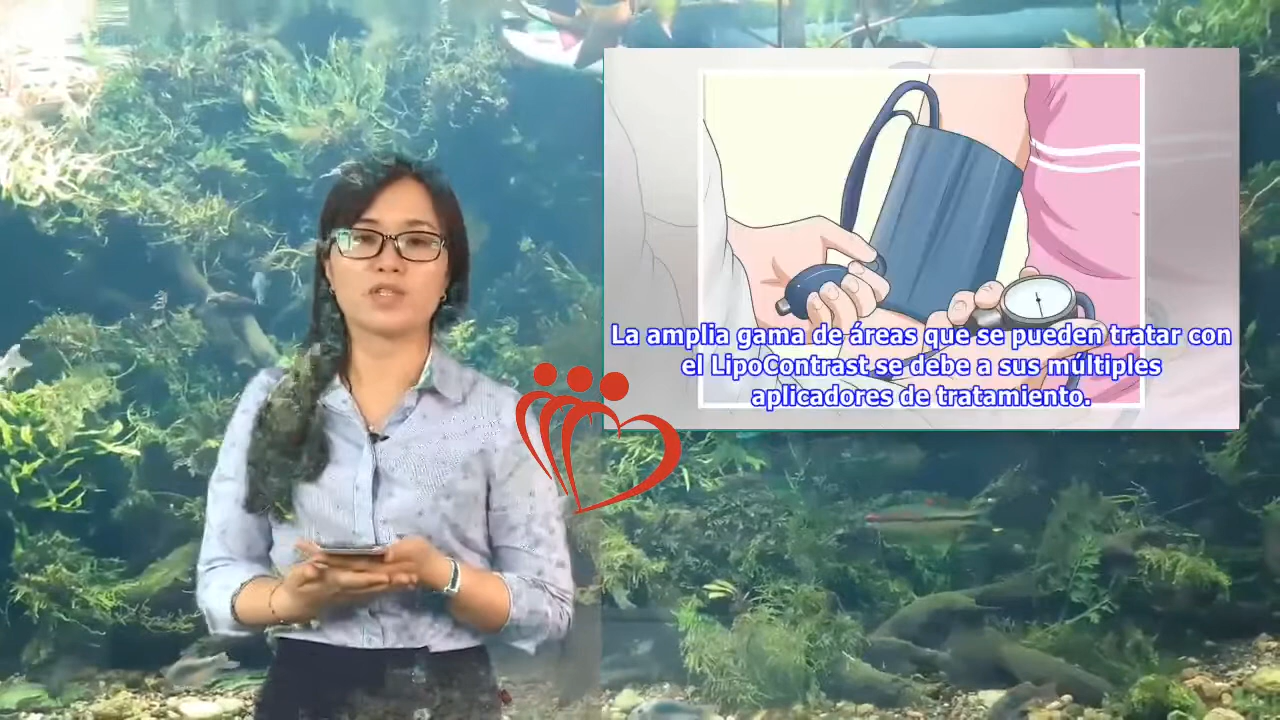 La amplia gama de áreas que se pueden tratar con
el LipoContrast se debe a sus múltiples
aplicadores de tratamiento.